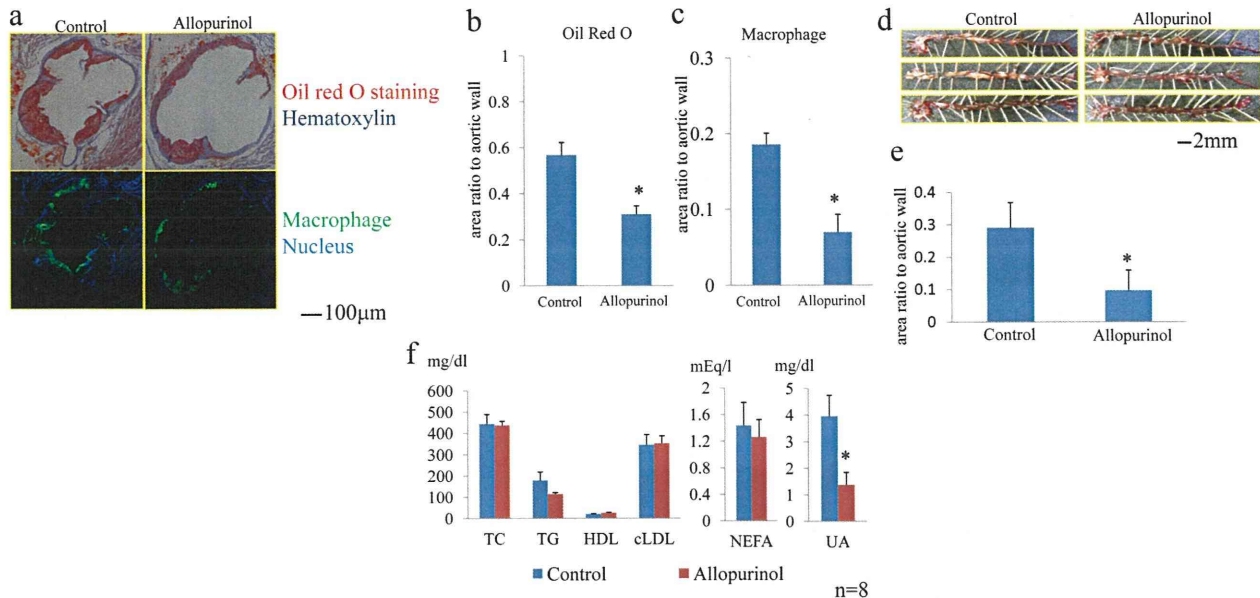 a
Control Allopurinol
Oil red O staining
Hematoxylin
Macrophage
Nucleus
100μm
b
Oil Red O
area ratio to aortic wall
1
0.8
0.6
0.4
0.2
0
*
Control Allopurinol
c
Macrophage
area ratio to aortic wall
0.3
0.2
0.1
0
*
Control Allopurinol
d
Control Allopurinol
2mm
e
area ratio to aortic wall
0.4
0.3
0.2
0.1
0
*
Control Allopurinol
f
mg/dl
600
500
400
300
200
100
0
TC TG HDL cLDL
mEq/l
2
1.6
1.2
0.8
0.4
0
NEFA
mg/dl
5
4
3
2
1
0
*
UA
Control Allopurinol
n=8